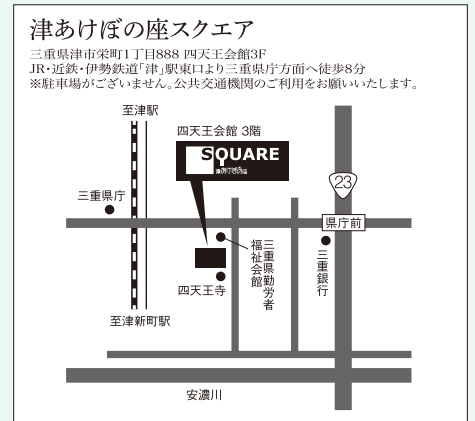 津あけぼの座スクエア
三重県津市栄町1丁目888 四天王会館3F
JR・近鉄・伊勢鉄道「津」駅東口より三重県庁方面へ徒歩8分
※駐車場がございません。公共交通機関のご利用をお願いいたします。
至津駅
四天王会館 3階
SQUARE
津あけぼの座
23
三重県庁
県庁前
三重県勤労者
福祉会館
三重銀行
四天王寺
至津新町駅
安濃川